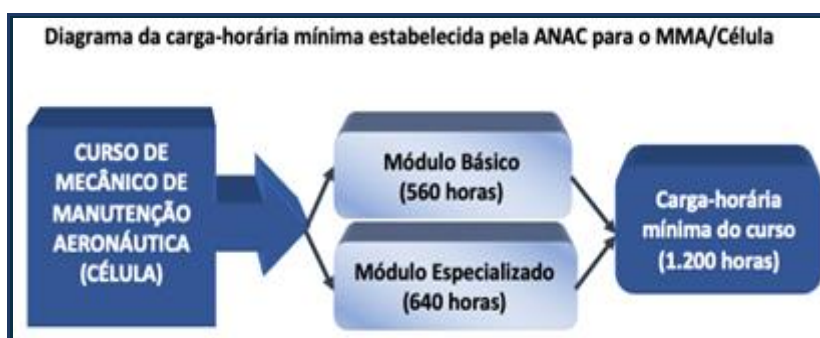 Diagrama da carga-horária mínima estabelecida pela ANAC para o MMA/Célula
CURSO DE
MECÂNICO DE
MANUTENÇÃO
AERONÁUTICA
(CÉLULA)
Módulo Básico
(560 horas)
Módulo Especializado
(640 horas)
Carga-horária
mínima do curso
(1.200 horas)